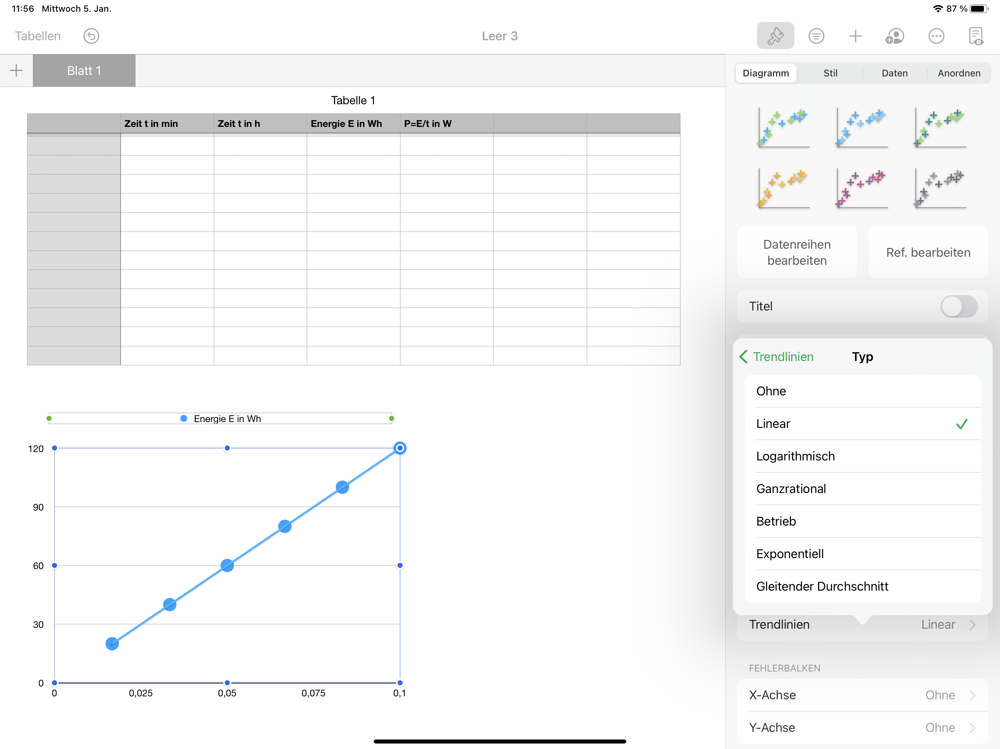 11:56 Mittwoch 5. Jan.
87 %
Tabellen
Leer 3
Blatt 1
Diagramm
Stil
Daten
Anordnen
Tabelle 1
Zeit t in min
Zeit t in h
Energie E in Wh
P=E/t in W
Datenreihen
bearbeiten
Ref. bearbeiten
Titel
Trendlinien
Typ
Ohne
Linear
Logarithmisch
Ganzrational
Betrieb
Exponentiell
Gleitender Durchschnitt
Trendlinien
Linear
FEHLERBALKEN
X-Achse
Ohne
Y-Achse
Ohne
Energie E in Wh
120
90
60
30
0
0
0,025
0,05
0,075
0,1